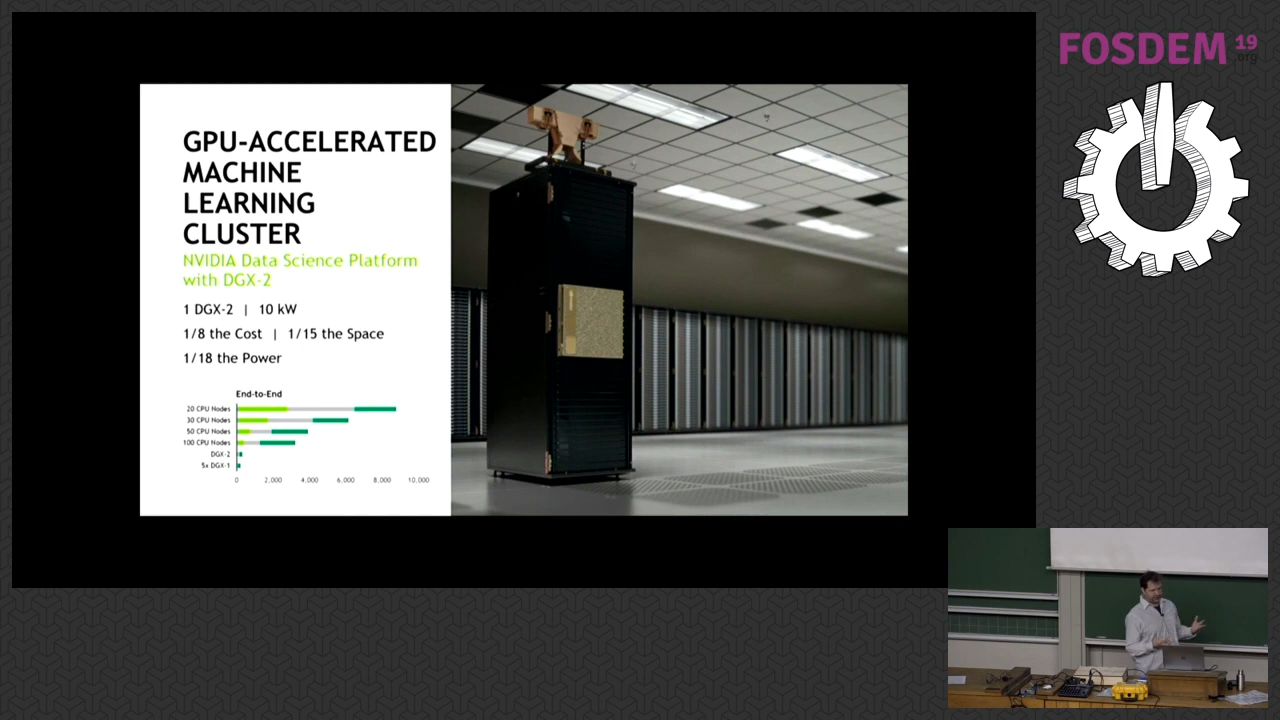 GPU-ACCELERATED
MACHINE
LEARNING
CLUSTER
NVIDIA Data Science Platform
with DGX-2
1 DGX-2 | 10 kW
1/8 the Cost | 1/15 the Space
1/18 the Power
End-to-End
20 CPU Nodes
30 CPU Nodes
50 CPU Nodes
100 CPU Nodes
DGX-2
5x DGX-1
0 2,000 4,000 6,000 8,000 10,000
FOSDEM 19
.org